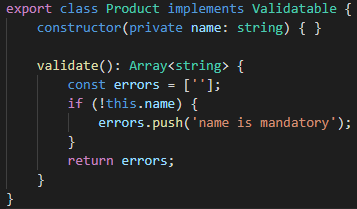 export class Product implements Validatable {
    constructor(private name: string) { }

    validate(): Array<string> {
        const errors = [''];
        if (!this.name) {
            errors.push('name is mandatory');
        }
        return errors;
    }
}